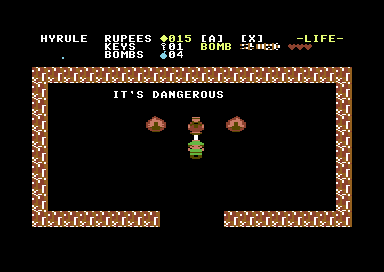 HYRULE RUPEES 015 [A] [X] -LIFE-
KEYS 01 BOMB
BOMBS 04
IT'S DANGEROUS